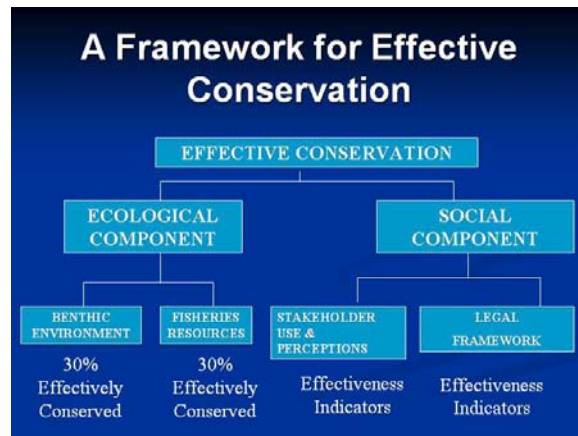 A Framework for Effective
Conservation
EFFECTIVE CONSERVATION
ECOLOGICAL
COMPONENT
SOCIAL
COMPONENT
BENTHIC
ENVIRONMENT
FISHERIES
RESOURCES
STAKEHOLDER
USE &
PERCEPTIONS
LEGAL
FRAMEWORK
30%
Effectively
Conserved
30%
Effectively
Conserved
Effectiveness
Indicators
Effectiveness
Indicators